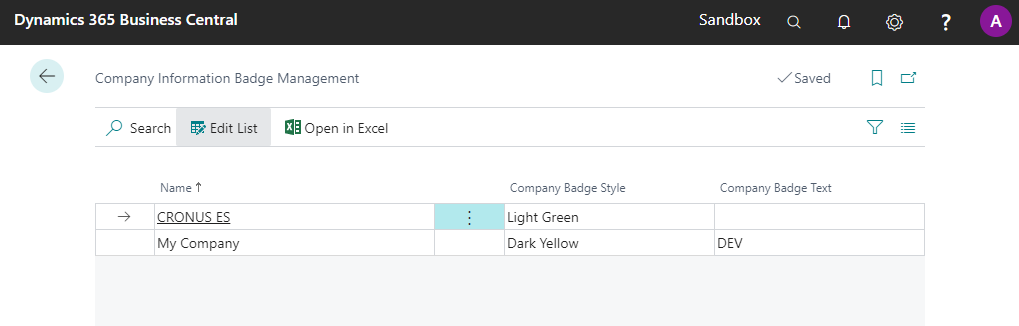 Dynamics 365 Business Central Sandbox ? A
Company Information Badge Management Saved
Search Edit List Open in Excel
Name ↑ Company Badge Style Company Badge Text
CRONUS ES Light Green
My Company Dark Yellow DEV